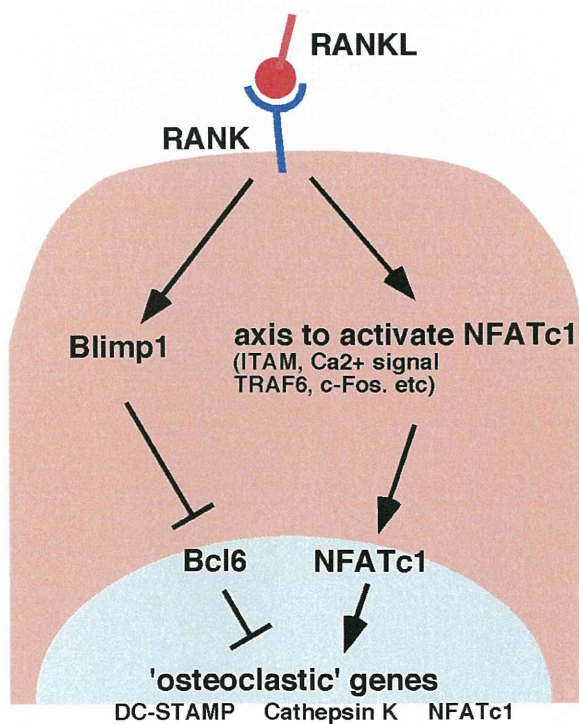 RANKL
RANK
Blimp1
axis to activate NFATc1
(ITAM, Ca2+ signal
TRAF6, c-Fos. etc)
Bcl6 NFATc1
'osteoclastic' genes
DC-STAMP Cathepsin K NFATc1